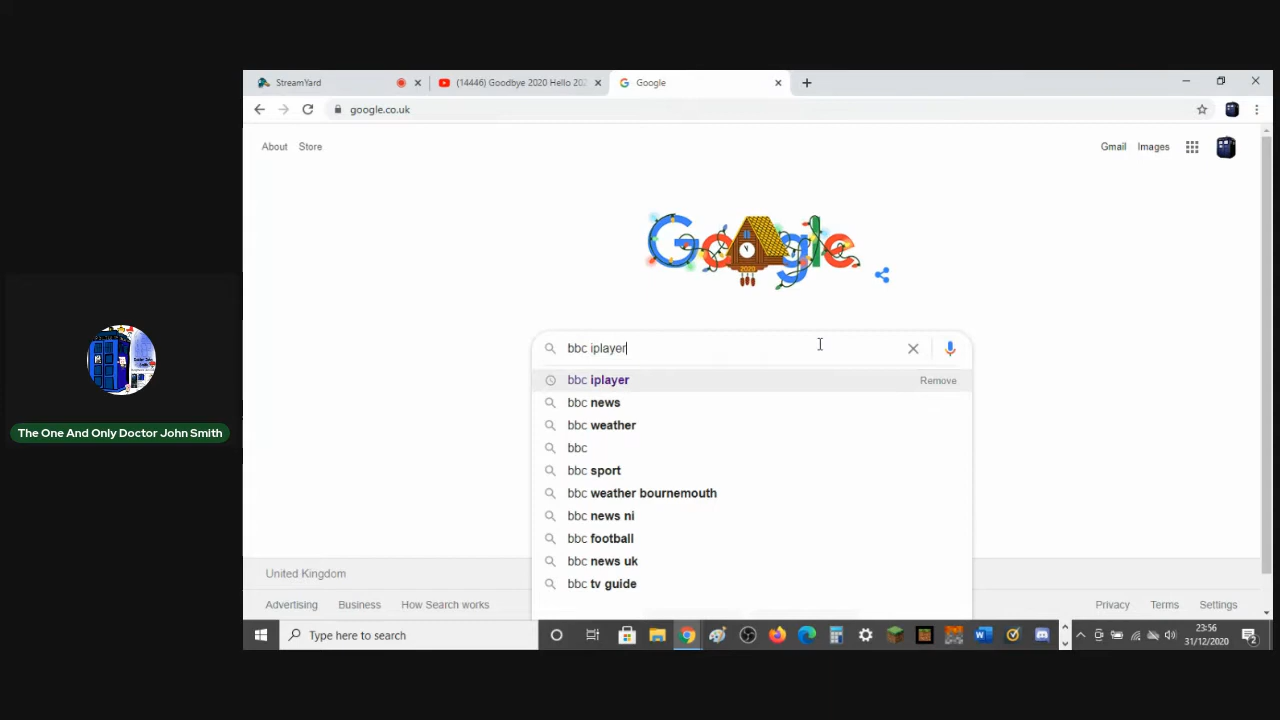 StreamYard
(14446) Goodbye 2020 Hello 202
Google
google.co.uk
About
Store
Gmail
Images
Google
2020
bbc iplayer
bbc iplayer
Remove
bbc news
bbc weather
bbc
bbc sport
bbc weather bournemouth
bbc news ni
bbc football
bbc news uk
bbc tv guide
The One And Only Doctor John Smith
United Kingdom
Advertising
Business
How Search works
Privacy
Terms
Settings
Type here to search
23:56
31/12/2020
2